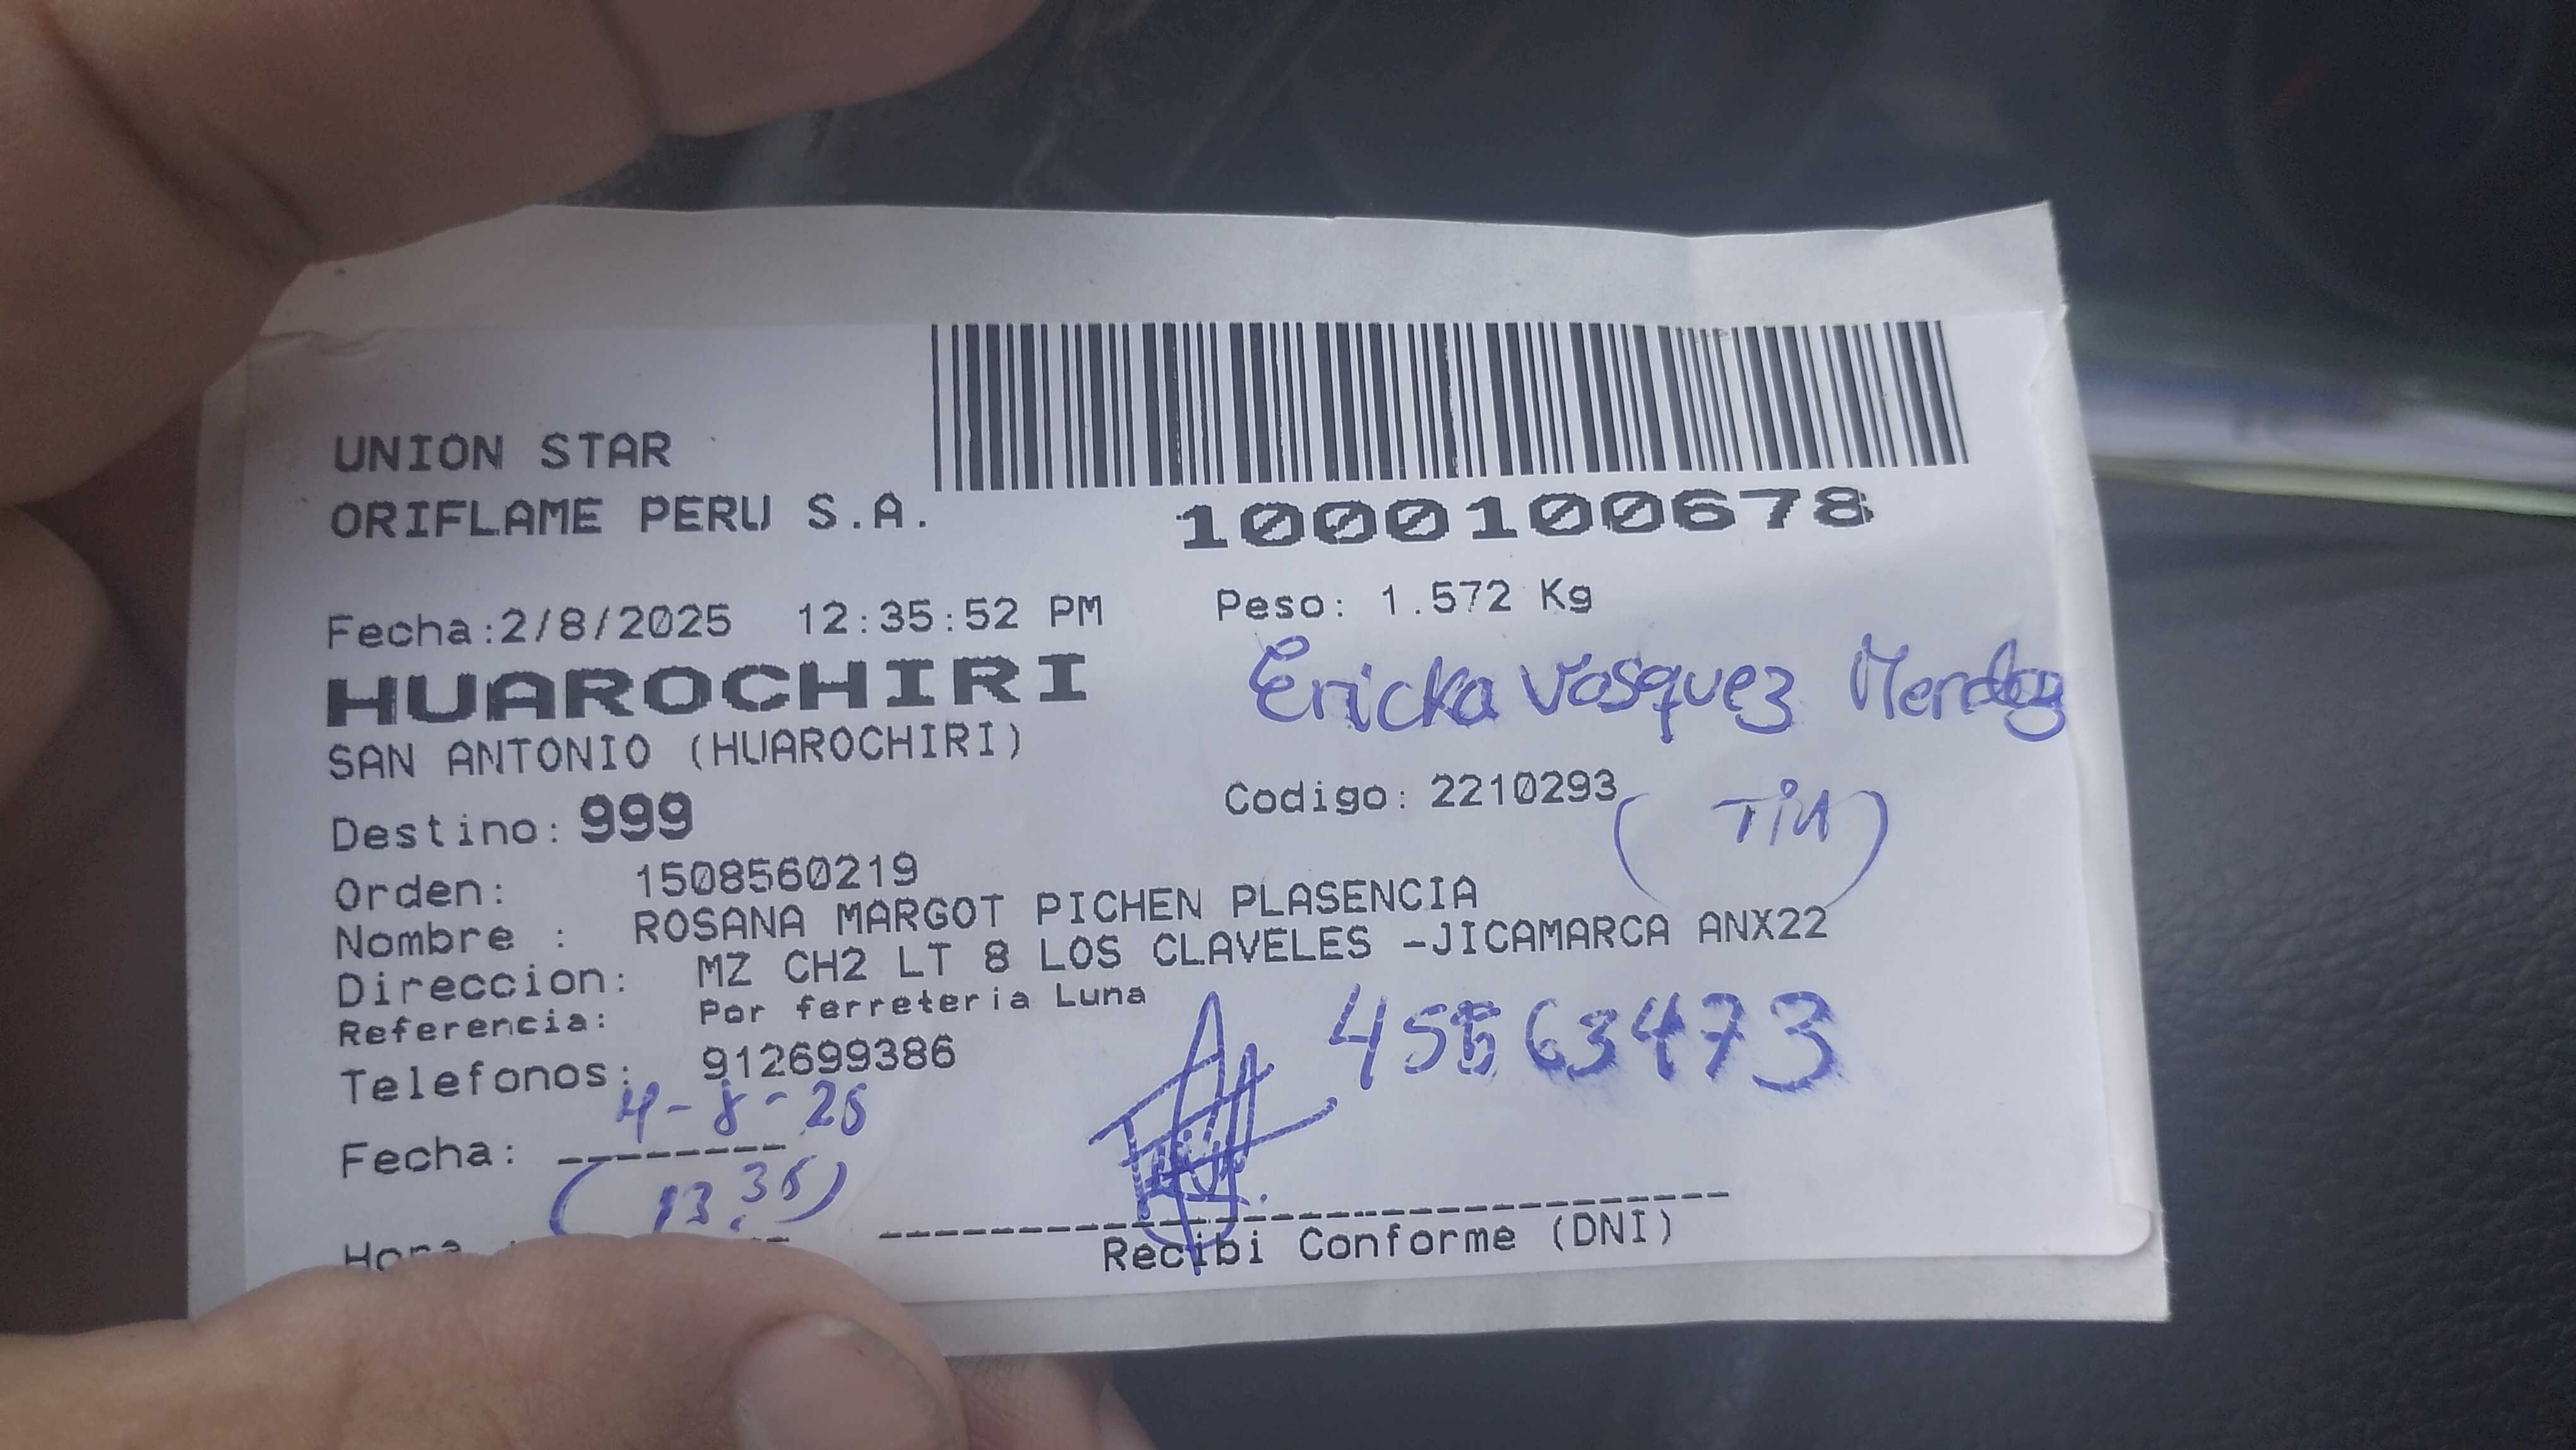 UNION STAR
ORIFLAME PERU S.A.
1000100678
Fecha:2/8/2025 12:35:52 PM
Peso: 1.572 Kg
HUAROCHIRI
Ericka Vasquez Mendez
SAN ANTONIO (HUAROCHIRI)
Destino: 999
Codigo: 2210293
(Tía)
Orden: 1508560219
Nombre : ROSANA MARGOT PICHEN PLASENCIA
Direccion: MZ CH2 LT 8 LOS CLAVELES -JICAMARCA ANX22
Referencia: Por ferreteria Luna
Telefonos: 912699386
45563473
Fecha: 4-8-25
Hora : (13:35)
Recibi Conforme (DNI)